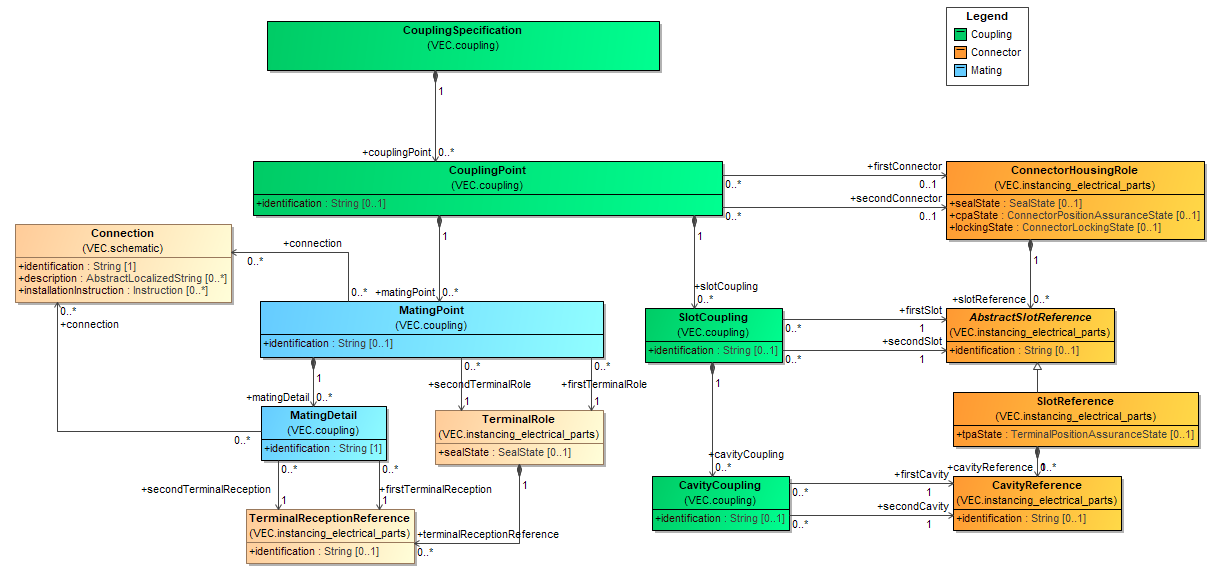 CouplingSpecification
(VEC.coupling)
Legend
Coupling
Connector
Mating
1
+couplingPoint
0..*
CouplingPoint
(VEC.coupling)
+identification : String [0..1]
+firstConnector
0..*
0..1
+secondConnector
0..*
0..1
ConnectorHousingRole
(VEC.instancing_electrical_parts)
+sealState : SealState [0..1]
+cpaState : ConnectorPositionAssuranceState [0..1]
+lockingState : ConnectorLockingState [0..1]
Connection
(VEC.schematic)
+identification : String [1]
+description : AbstractLocalizedString [0..*]
+installationInstruction : Instruction [0..*]
+connection
0..*
0..*
1
+matingPoint
0..*
1
+slotCoupling
0..*
1
+slotReference
0..*
0..*
+connection
MatingPoint
(VEC.coupling)
+identification : String [0..1]
SlotCoupling
(VEC.coupling)
+identification : String [0..1]
+firstSlot
0..*
1
+secondSlot
0..*
1
AbstractSlotReference
(VEC.instancing_electrical_parts)
+identification : String [0..1]
1
+matingDetail
0..*
0..*
+secondTerminalRole
1
0..*
+firstTerminalRole
1
1
+cavityCoupling
0..*
SlotReference
(VEC.instancing_electrical_parts)
+tpaState : TerminalPositionAssuranceState [0..1]
MatingDetail
(VEC.coupling)
+identification : String [1]
0..*
TerminalRole
(VEC.instancing_electrical_parts)
+sealState : SealState [0..1]
0..*
+secondTerminalReception
1
0..*
+firstTerminalReception
1
1
+terminalReceptionReference
0..*
TerminalReceptionReference
(VEC.instancing_electrical_parts)
+identification : String [0..1]
CavityCoupling
(VEC.coupling)
+identification : String [0..1]
+firstCavity
0..*
1
+secondCavity
0..*
1
+cavityReference
0..*
CavityReference
(VEC.instancing_electrical_parts)
+identification : String [0..1]